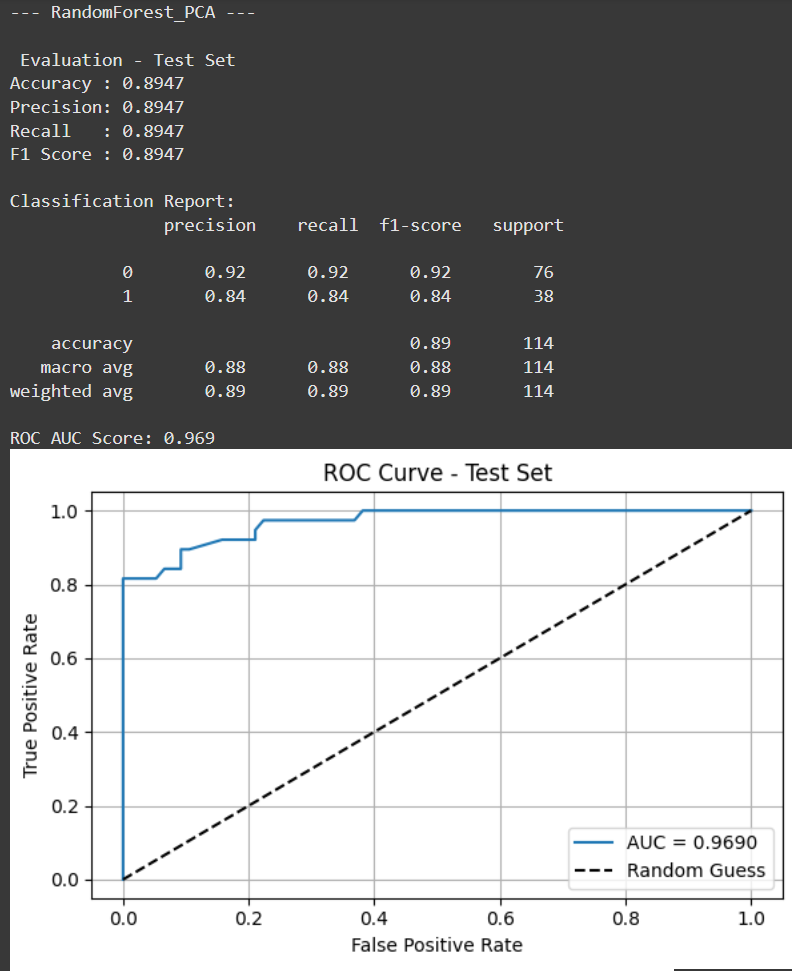 --- RandomForest_PCA ---
Evaluation - Test Set
Accuracy : 0.8947
Precision: 0.8947
Recall   : 0.8947
F1 Score : 0.8947
Classification Report:
precision    recall  f1-score   support
0       0.92      0.92      0.92        76
1       0.84      0.84      0.84        38
accuracy                           0.89       114
macro avg       0.88      0.88      0.88       114
weighted avg       0.89      0.89      0.89       114
ROC AUC Score: 0.969
ROC Curve - Test Set
True Positive Rate
1.0
0.8
0.6
0.4
0.2
0.0
AUC = 0.9690
Random Guess
0.0 0.2 0.4 0.6 0.8 1.0
False Positive Rate